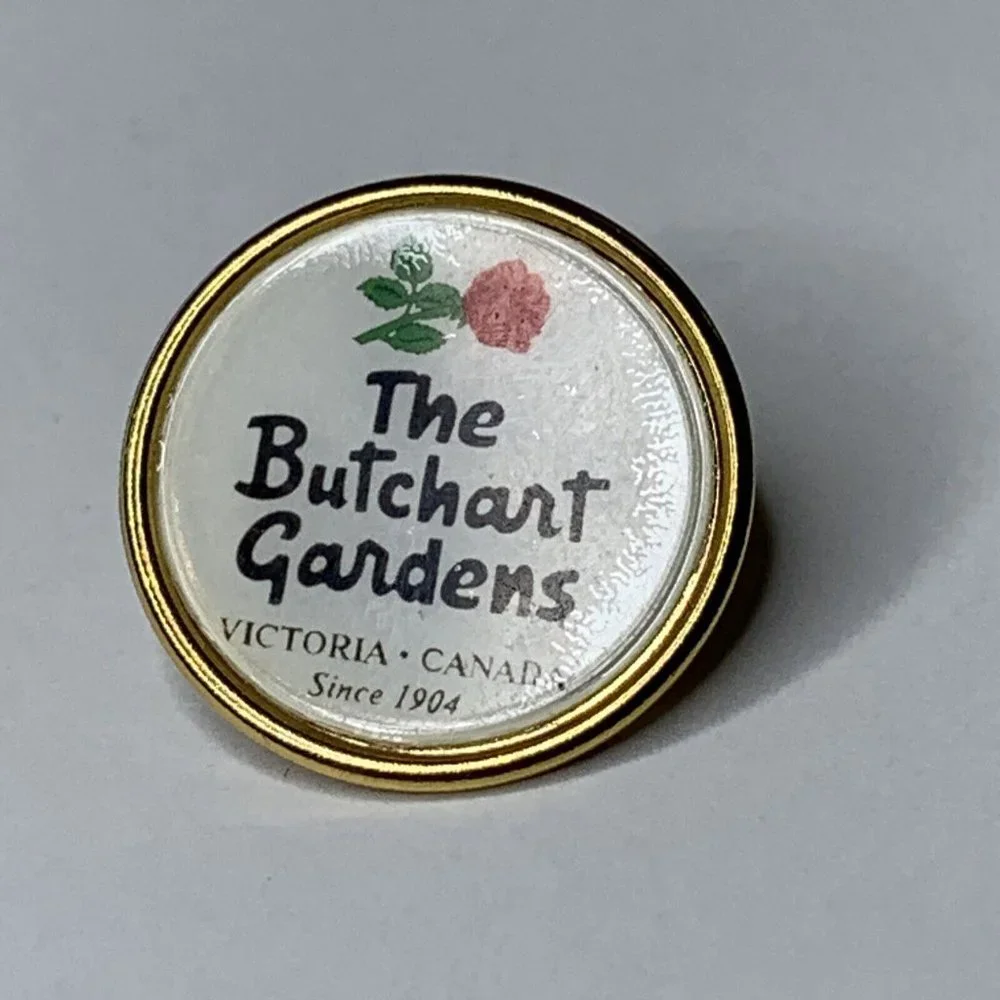 The
Butchart
Gardens
VICTORIA • CANADA
Since 1904